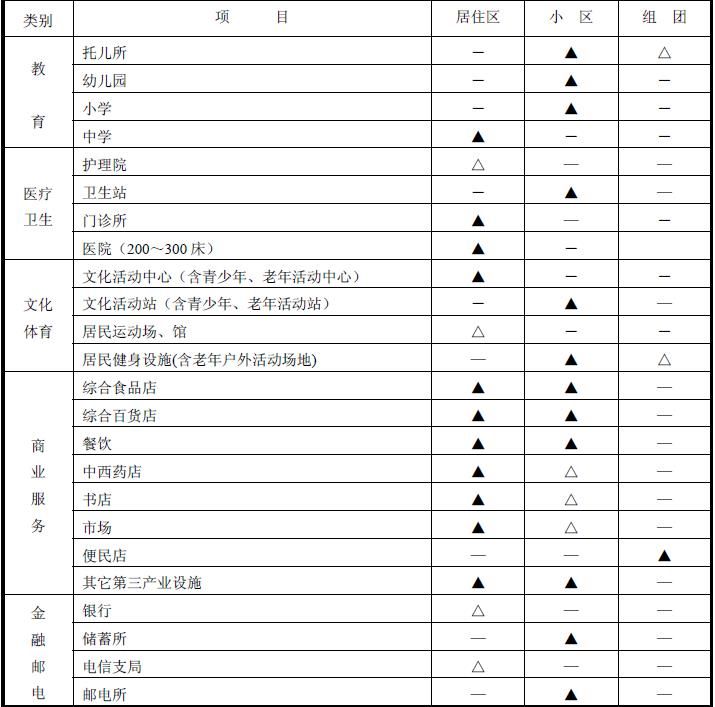 类别 项 目 居住区 小 区 组 团
教育 托儿所 － ▲ △
幼儿园 － ▲ －
小学 － ▲ －
中学 ▲ － －
医疗卫生 护理院 △ — —
卫生站 － ▲ —
门诊所 ▲ — －
医院（200～300 床） ▲ －
文化体育 文化活动中心（含青少年、老年活动中心） ▲ － －
文化活动站（含青少年、老年活动站） － ▲ —
居民运动场、馆 △ － －
居民健身设施(含老年户外活动场地) — ▲ △
商业服务 综合食品店 ▲ ▲ —
综合百货店 ▲ ▲ —
餐饮 ▲ ▲ —
中西药店 ▲ △ —
书店 ▲ △ —
市场 ▲ △ —
便民店 — — ▲
其它第三产业设施 ▲ ▲ —
金融邮电 银行 △ — —
储蓄所 — ▲ —
电信支局 △ — —
邮电所 — ▲ —